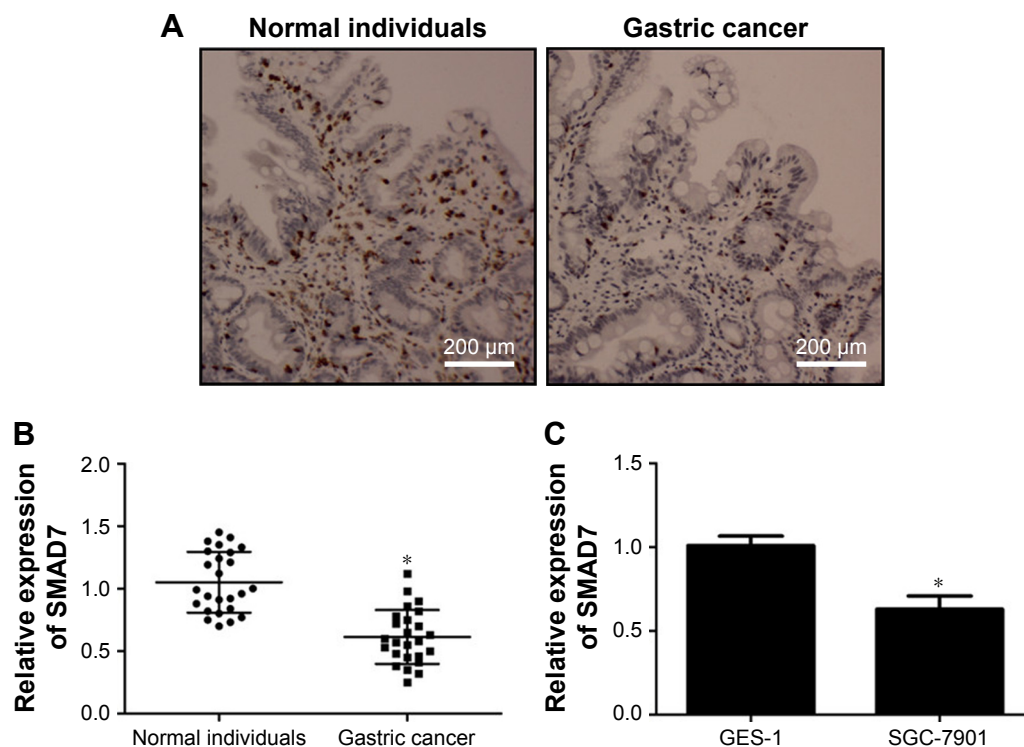 A
Normal individuals
Gastric cancer
200 μm
200 μm
B
Relative expression
of SMAD7
2.0
1.5
1.0
0.5
0.0
*
Normal individuals
Gastric cancer
C
Relative expression
of SMAD7
1.5
1.0
0.5
0.0
*
GES-1
SGC-7901